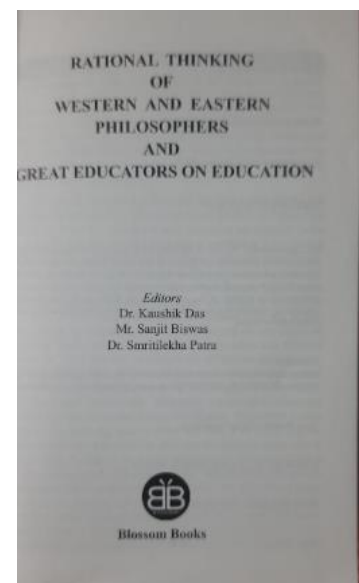 RATIONAL THINKING
OF
WESTERN AND EASTERN
PHILOSOPHERS
AND
GREAT EDUCATORS ON EDUCATION
Editors
Dr. Kaushik Das
Mr. Sanjit Biswas
Dr. Smritilekha Patra
BB
Blossom Books